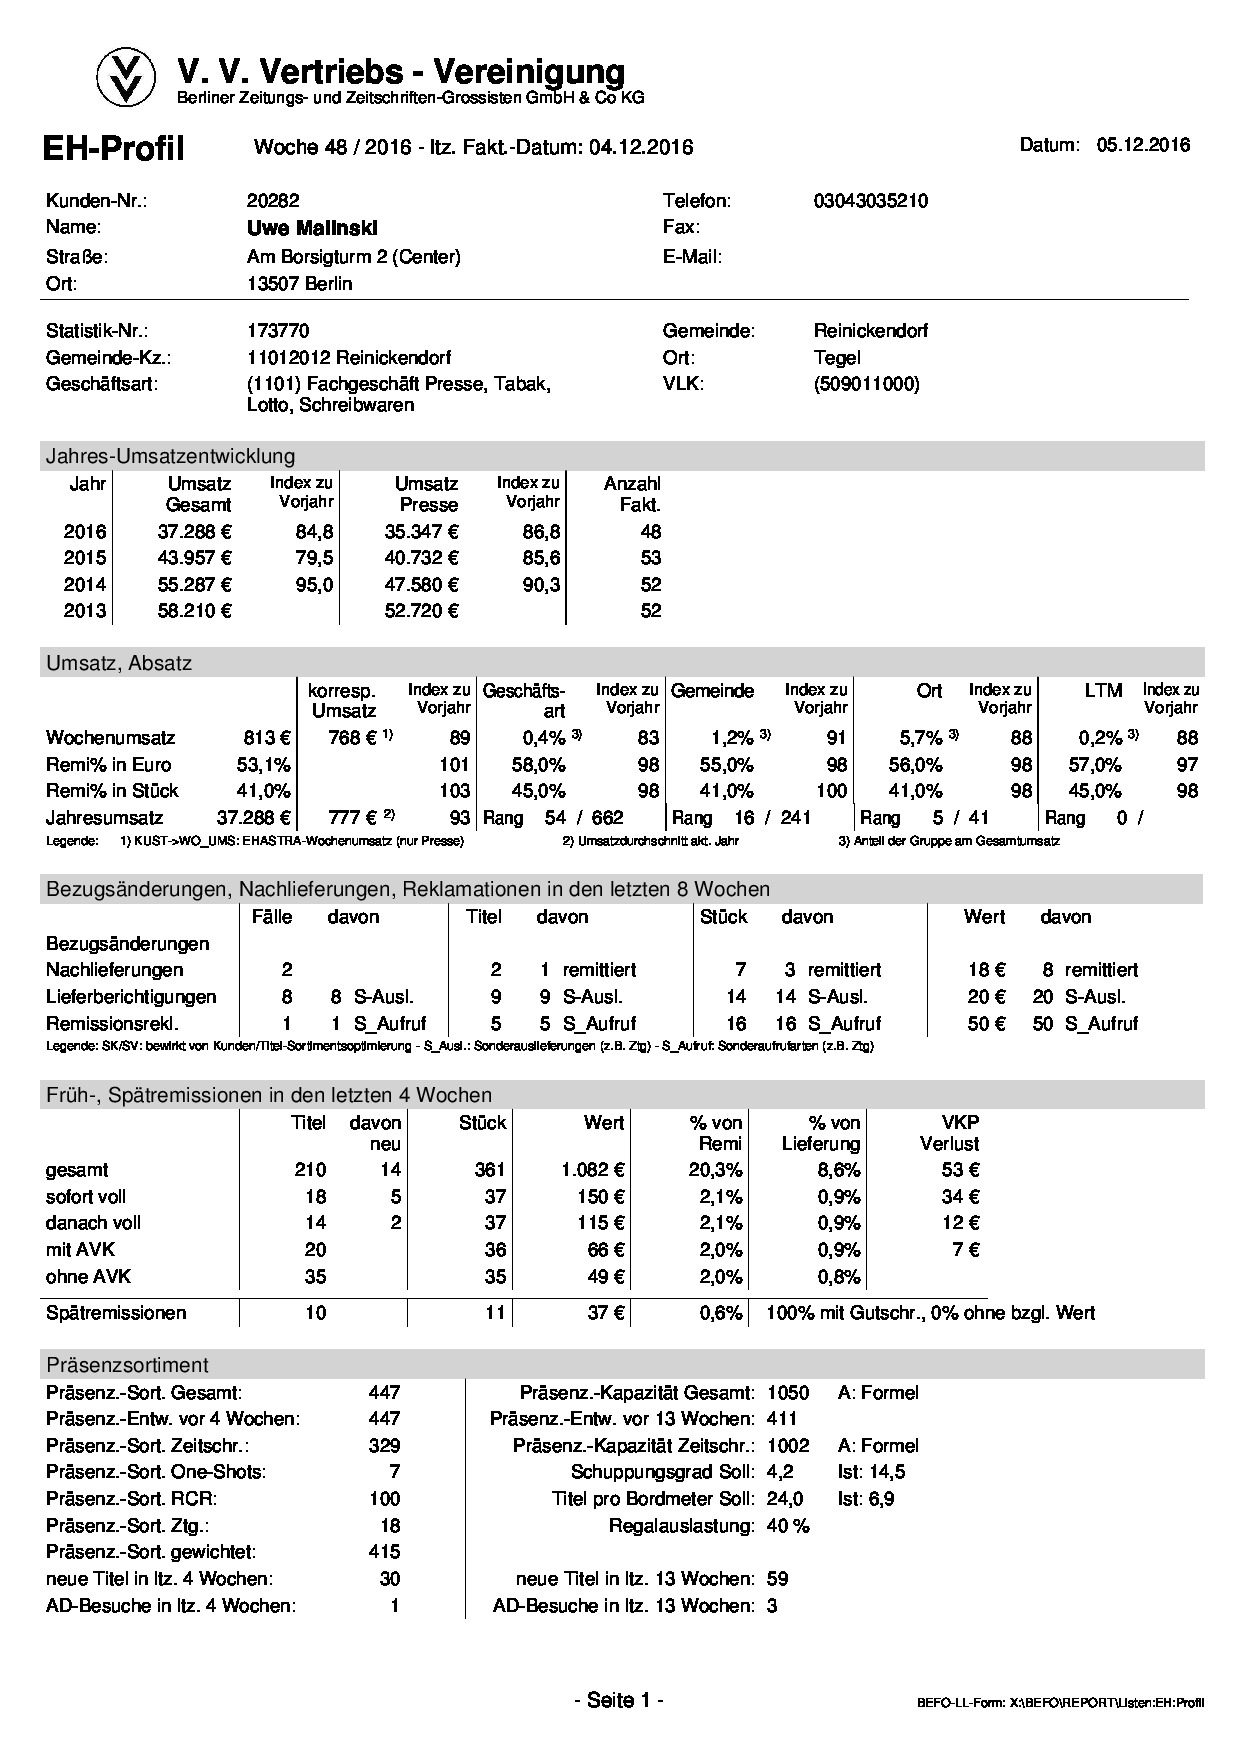 V. V. Vertriebs - Vereinigung
Berliner Zeitungs- und Zeitschriften-Grossisten GmbH & Co KG
EH-Profil Woche 48 / 2016 - ltz. Fakt.-Datum: 04.12.2016 Datum: 05.12.2016
Kunden-Nr.: 20282 Telefon: 03043035210
Name: Uwe Malinski Fax:
Straße: Am Borsigturm 2 (Center) E-Mail:
Ort: 13507 Berlin
Statistik-Nr.: 173770 Gemeinde: Reinickendorf
Gemeinde-Kz.: 11012012 Reinickendorf Ort: Tegel
Geschäftsart: (1101) Fachgeschäft Presse, Tabak, VLK: (509011000)
Lotto, Schreibwaren
Jahres-Umsatzentwicklung
Jahr Umsatz Index zu Umsatz Index zu Anzahl
Gesamt Vorjahr Presse Vorjahr Fakt.
2016 37.288 € 84,8 35.347 € 86,8 48
2015 43.957 € 79,5 40.732 € 85,6 53
2014 55.287 € 95,0 47.580 € 90,3 52
2013 58.210 € 52.720 € 52
Umsatz, Absatz
korresp. Index zu Geschäfts- Index zu Gemeinde Index zu Ort Index zu LTM Index zu
Umsatz Vorjahr art Vorjahr Vorjahr Vorjahr Vorjahr
Wochenumsatz 813 € 768 € 1) 89 0,4% 3) 83 1,2% 3) 91 5,7% 3) 88 0,2% 3) 88
Remi% in Euro 53,1% 101 58,0% 98 55,0% 98 56,0% 98 57,0% 97
Remi% in Stück 41,0% 103 45,0% 98 41,0% 100 41,0% 98 45,0% 98
Jahresumsatz 37.288 € 777 € 2) 93 Rang 54 / 662 Rang 16 / 241 Rang 5 / 41 Rang 0 /
Legende: 1) KUST->WO_UMS: EHASTRA-Wochenumsatz (nur Presse) 2) Umsatzdurchschnitt akt. Jahr 3) Anteil der Gruppe am Gesamtumsatz
Bezugsänderungen, Nachlieferungen, Reklamationen in den letzten 8 Wochen
Fälle davon Titel davon Stück davon Wert davon
Bezugsänderungen
Nachlieferungen 2 2 1 remittiert 7 3 remittiert 18 € 8 remittiert
Lieferberichtigungen 8 8 S-Ausl. 9 9 S-Ausl. 14 14 S-Ausl. 20 € 20 S-Ausl.
Remissionsrekl. 1 1 S_Aufruf 5 5 S_Aufruf 16 16 S_Aufruf 50 € 50 S_Aufruf
Legende: SK/SV: bewirkt von Kunden/Titel-Sortimentsoptimierung - S_Ausl.: Sonderauslieferungen (z.B. Ztg) - S_Aufruf: Sonderaufrufarten (z.B. Ztg)
Früh-, Spätremissionen in den letzten 4 Wochen
Titel davon Stück Wert % von % von VKP
neu Remi Lieferung Verlust
gesamt 210 14 361 1.082 € 20,3% 8,6% 53 €
sofort voll 18 5 37 150 € 2,1% 0,9% 34 €
danach voll 14 2 37 115 € 2,1% 0,9% 12 €
mit AVK 20 36 66 € 2,0% 0,9% 7 €
ohne AVK 35 35 49 € 2,0% 0,8%
Spätremissionen 10 11 37 € 0,6% 100% mit Gutschr., 0% ohne bzgl. Wert
Präsenzsortiment
Präsenz.-Sort. Gesamt: 447 Präsenz.-Kapazität Gesamt: 1050 A: Formel
Präsenz.-Entw. vor 4 Wochen: 447 Präsenz.-Entw. vor 13 Wochen: 411
Präsenz.-Sort. Zeitschr.: 329 Präsenz.-Kapazität Zeitschr.: 1002 A: Formel
Präsenz.-Sort. One-Shots: 7 Schuppungsgrad Soll: 4,2 Ist: 14,5
Präsenz.-Sort. RCR: 100 Titel pro Bordmeter Soll: 24,0 Ist: 6,9
Präsenz.-Sort. Ztg.: 18 Regalauslastung: 40 %
Präsenz.-Sort. gewichtet: 415
neue Titel in ltz. 4 Wochen: 30 neue Titel in ltz. 13 Wochen: 59
AD-Besuche in ltz. 4 Wochen: 1 AD-Besuche in ltz. 13 Wochen: 3
- Seite 1 - BEFO-LL-Form: X:\BEFO\REPORT\Listen:EH:Profil